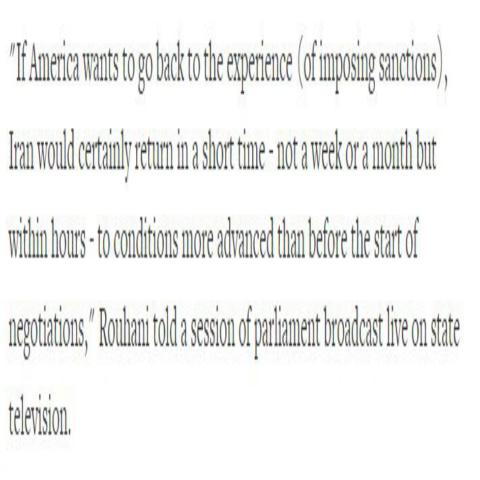 "If America wants to go back to the experience (of imposing sanctions),
Iran would certainly return in a short time - not a week or a month but
within hours - to conditions more advanced than before the start of
negotiations," Rouhani told a session of parliament broadcast live on state
television.